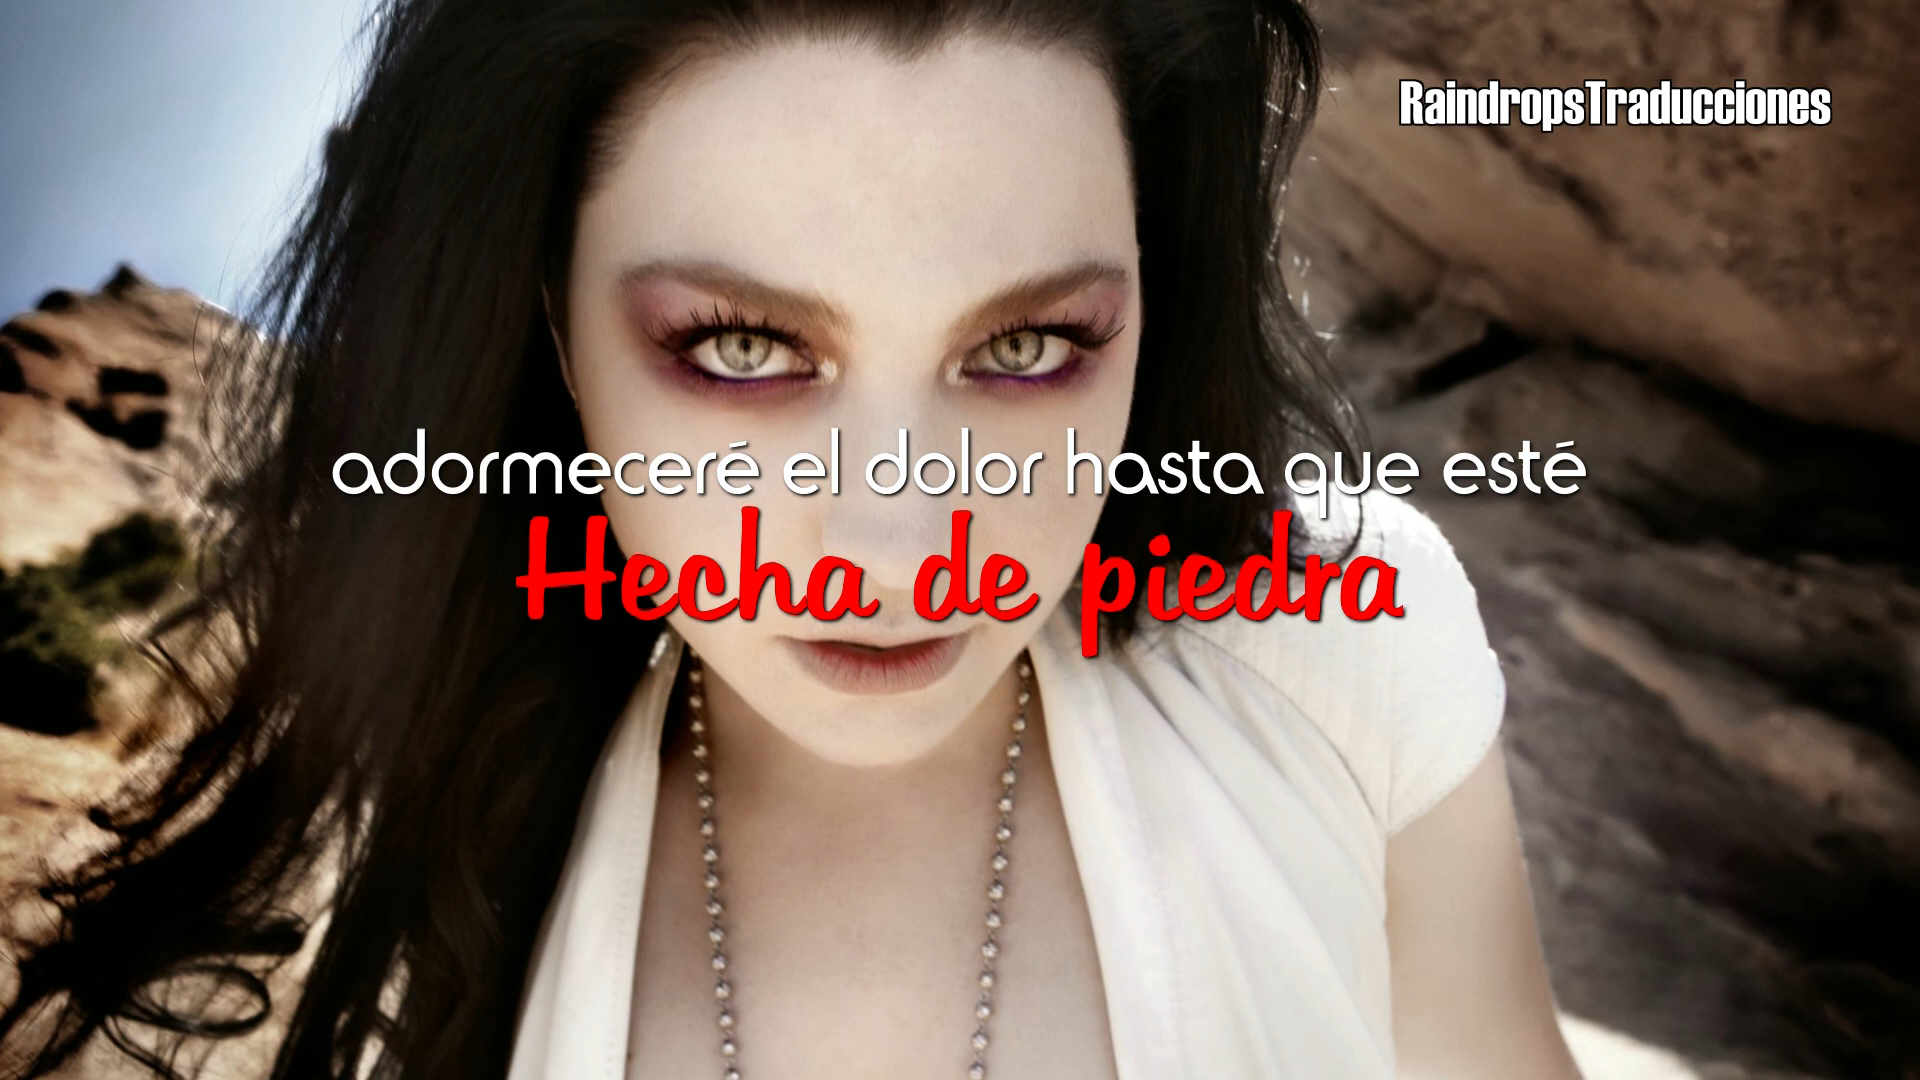 RaindropsTraducciones
adormeceré el dolor hasta que esté
Hecha de piedra